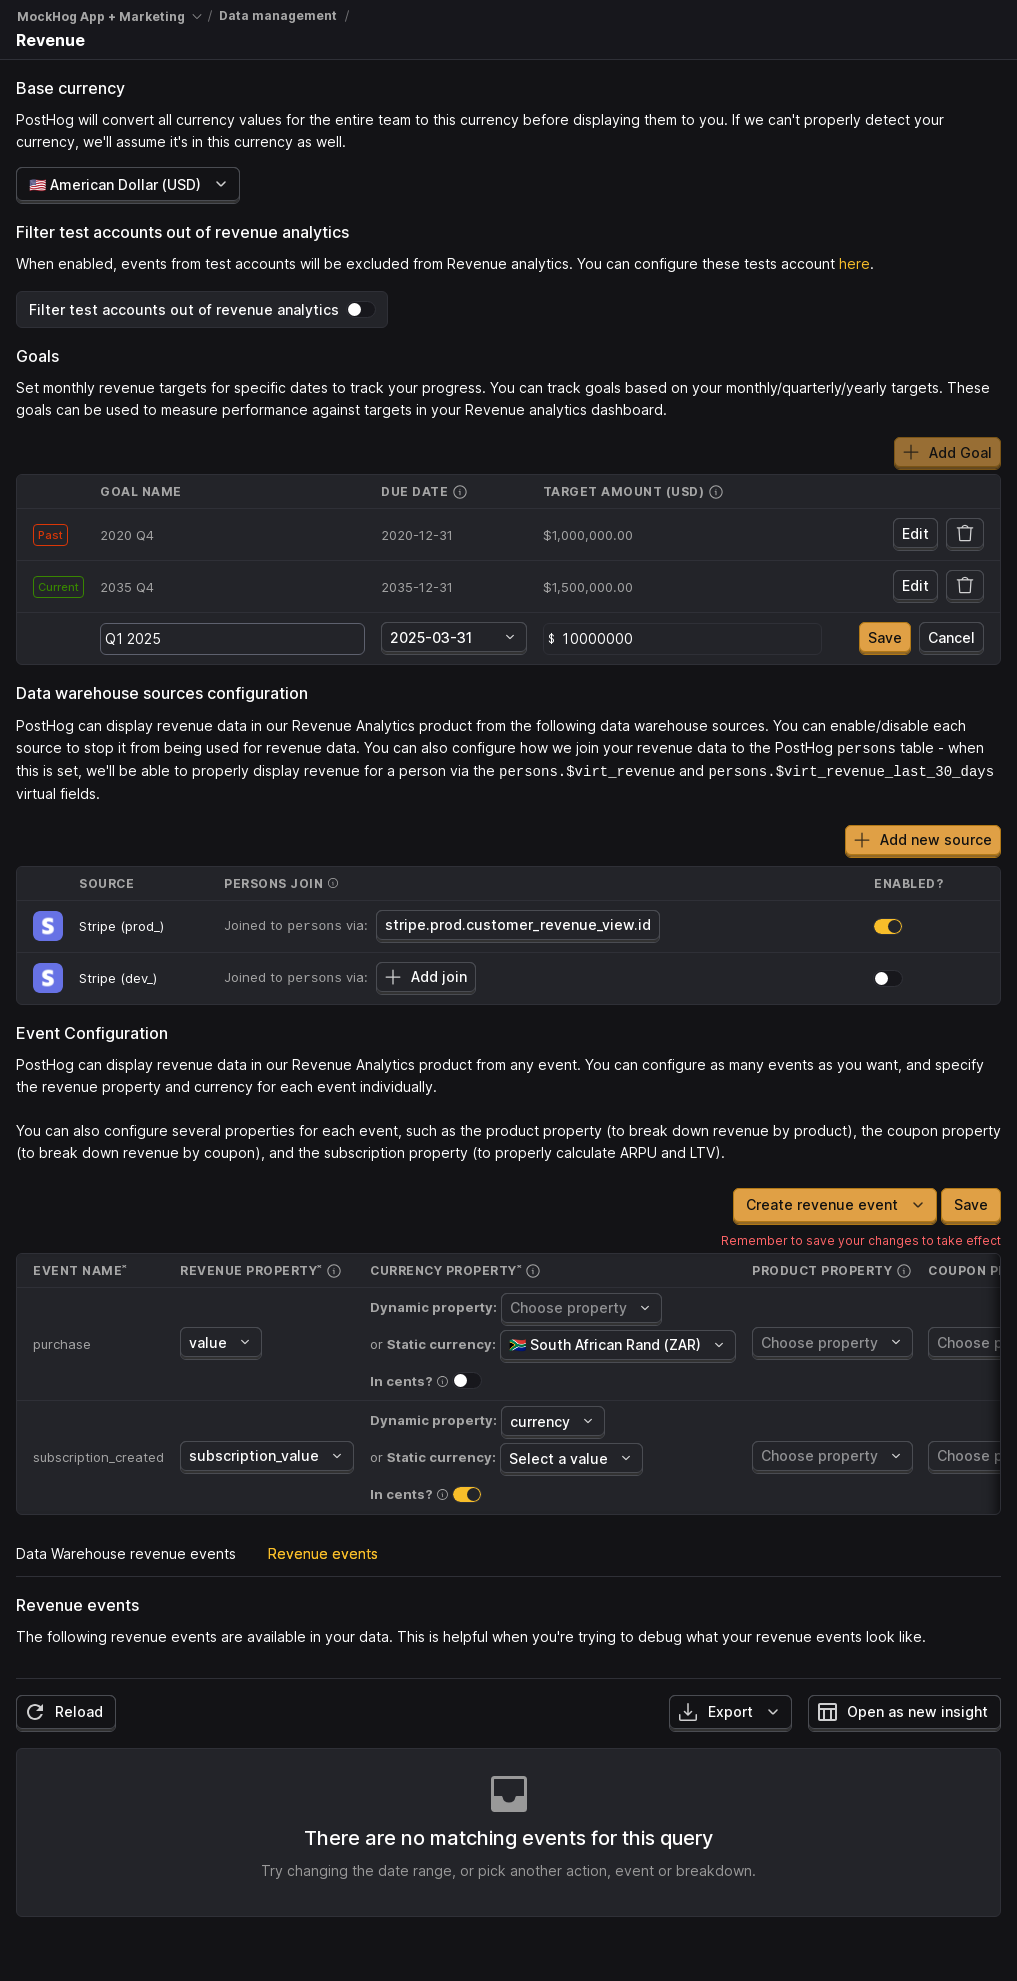 MockHog App + Marketing / Data management /
Revenue
Base currency
PostHog will convert all currency values for the entire team to this currency before displaying them to you. If we can't properly detect your
currency, we'll assume it's in this currency as well.
🇺🇸 American Dollar (USD)
Filter test accounts out of revenue analytics
When enabled, events from test accounts will be excluded from Revenue analytics. You can configure these tests account here.
Filter test accounts out of revenue analytics
Goals
Set monthly revenue targets for specific dates to track your progress. You can track goals based on your monthly/quarterly/yearly targets. These
goals can be used to measure performance against targets in your Revenue analytics dashboard.
Add Goal
GOAL NAME DUE DATE TARGET AMOUNT (USD)
Past 2020 Q4 2020-12-31 $1,000,000.00 Edit
Current 2035 Q4 2035-12-31 $1,500,000.00 Edit
Q1 2025 2025-03-31 $ 10000000 Save Cancel
Data warehouse sources configuration
PostHog can display revenue data in our Revenue Analytics product from the following data warehouse sources. You can enable/disable each
source to stop it from being used for revenue data. You can also configure how we join your revenue data to the PostHog persons table - when
this is set, we'll be able to properly display revenue for a person via the persons.$virt_revenue and persons.$virt_revenue_last_30_days
virtual fields.
Add new source
SOURCE PERSONS JOIN ENABLED?
S Stripe (prod_) Joined to persons via: stripe.prod.customer_revenue_view.id
S Stripe (dev_) Joined to persons via: Add join
Event Configuration
PostHog can display revenue data in our Revenue Analytics product from any event. You can configure as many events as you want, and specify
the revenue property and currency for each event individually.
You can also configure several properties for each event, such as the product property (to break down revenue by product), the coupon property
(to break down revenue by coupon), and the subscription property (to properly calculate ARPU and LTV).
Create revenue event Save
Remember to save your changes to take effect
EVENT NAME* REVENUE PROPERTY* CURRENCY PROPERTY* PRODUCT PROPERTY COUPON P
Dynamic property: Choose property
purchase value or Static currency: 🇿🇦 South African Rand (ZAR) Choose property Choose p
In cents?
Dynamic property: currency
subscription_created subscription_value or Static currency: Select a value Choose property Choose p
In cents?
Data Warehouse revenue events Revenue events
Revenue events
The following revenue events are available in your data. This is helpful when you're trying to debug what your revenue events look like.
Reload Export Open as new insight
There are no matching events for this query
Try changing the date range, or pick another action, event or breakdown.